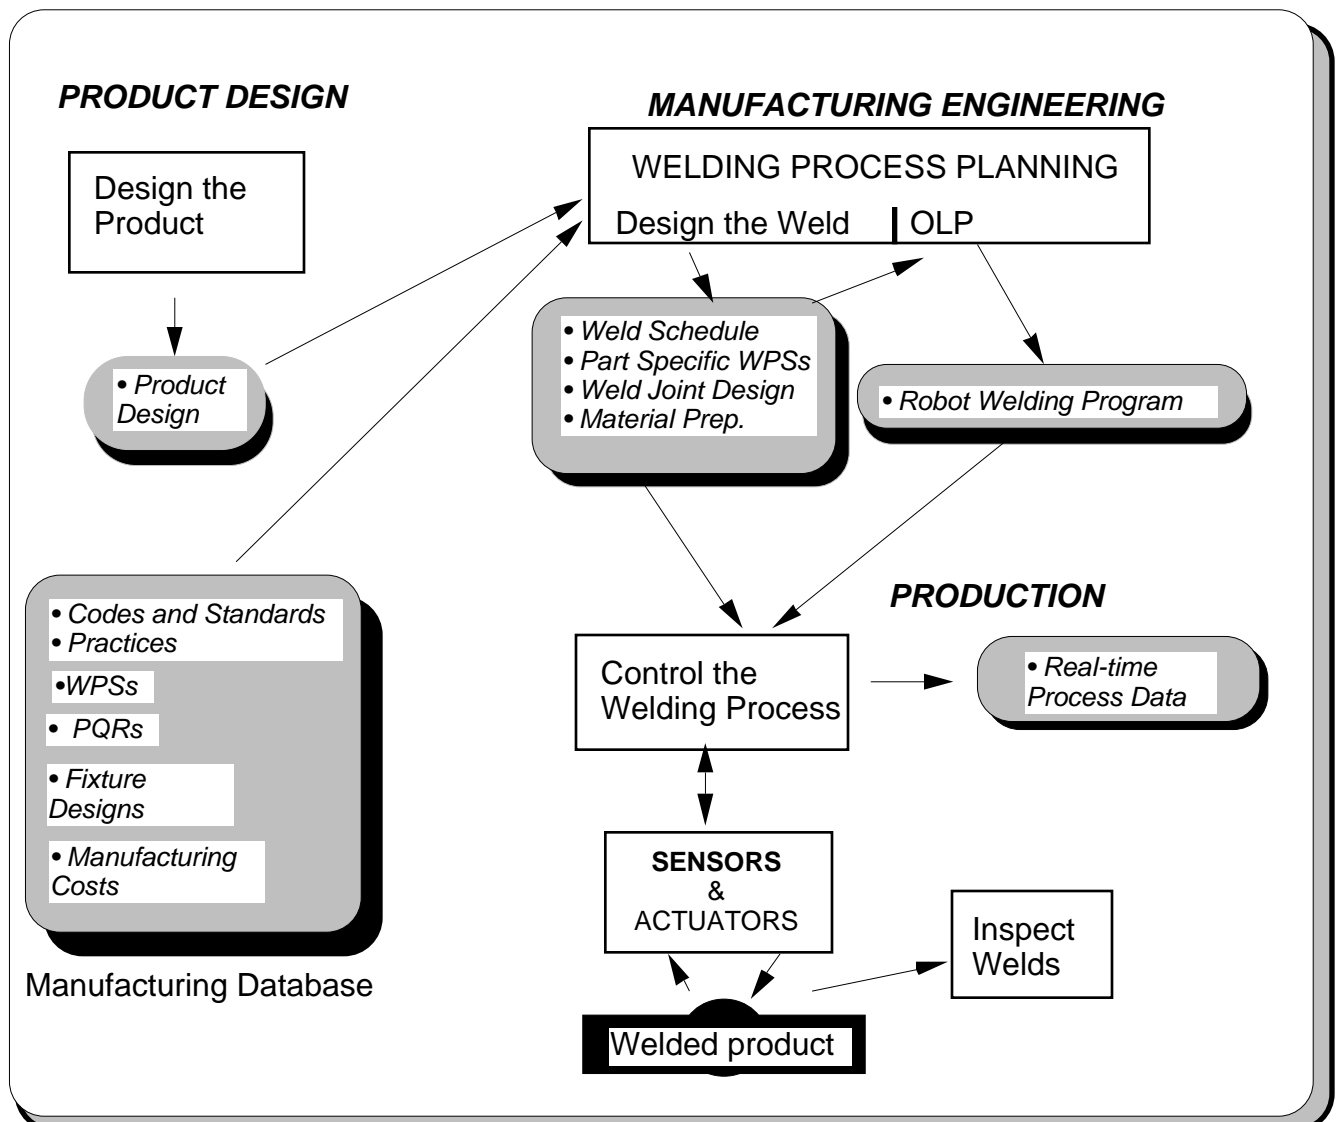 PRODUCT DESIGN
Design the
Product
• Product
Design
MANUFACTURING ENGINEERING
WELDING PROCESS PLANNING
Design the Weld | OLP
• Weld Schedule
• Part Specific WPSs
• Weld Joint Design
• Material Prep.
• Robot Welding Program
• Codes and Standards
• Practices
•WPSs
• PQRs
• Fixture
Designs
• Manufacturing
Costs
Manufacturing Database
PRODUCTION
Control the
Welding Process
• Real-time
Process Data
SENSORS
&
ACTUATORS
Inspect
Welds
Welded product